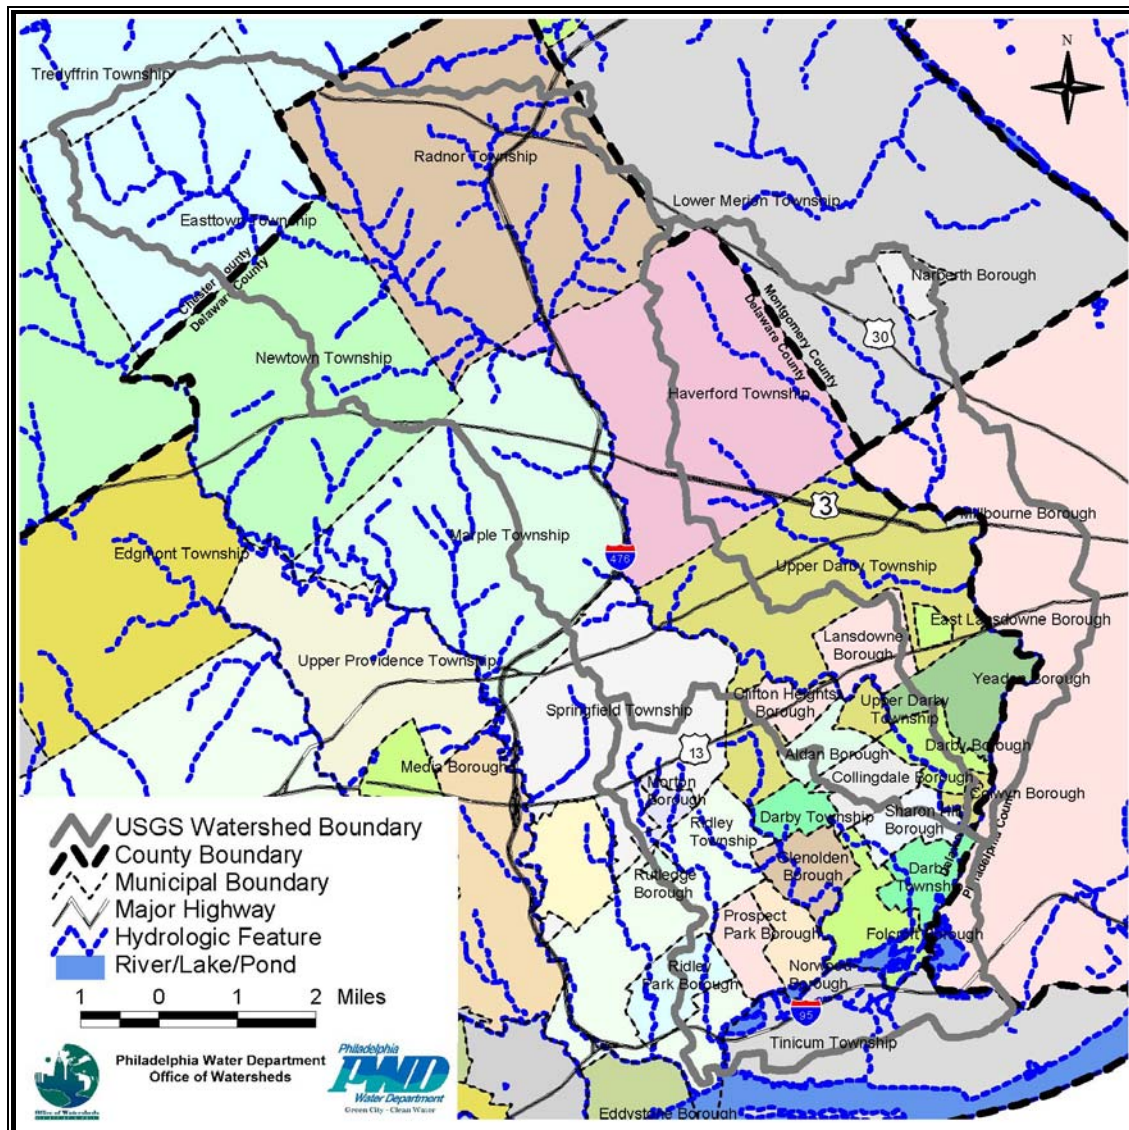 N
Tredyffrin Township
Radnor Township
Lower Merion Township
Easttown Township
Narberth Borough
Chester County
Delaware County
Montgomery County
Delaware County
30
Newtown Township
Haverford Township
3
Millbourne Borough
Marple Township
Edgmont Township
476
Upper Darby Township
East Lansdowne Borough
Lansdowne
Borough
Upper Providence Township
Yeadon Borough
Clifton Heights
Borough
Upper Darby
Township
Springfield Township
13
Aldan Borough
Darby Borough
Media Borough
Collingdale Borough
Morton
Borough
Colwyn Borough
Sharon Hill
Borough
Ridley
Township
Darby Township
Philadelphia County
Glenolden
Borough
Rutledge
Borough
Darby
Township
Prospect
Park Borough
Folcroft Borough
Ridley
Park Borough
Norwood
Borough
95
Tinicum Township
Eddystone Borough
USGS Watershed Boundary
County Boundary
Municipal Boundary
Major Highway
Hydrologic Feature
River/Lake/Pond
1 0 1 2 Miles
Philadelphia Water Department
Office of Watersheds
Office of Watersheds
Philadelphia
PWD
Water Department
Green City - Clean Water